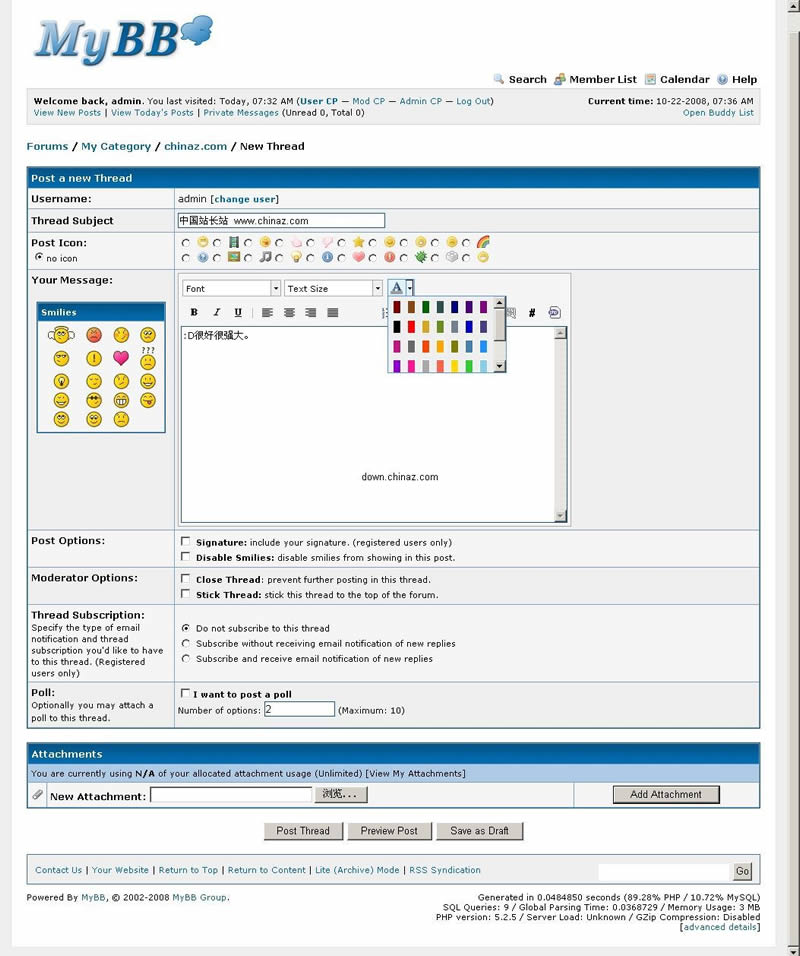 MyBB
Search Member List Calendar Help
Welcome back, admin. You last visited: Today, 07:32 AM (User CP — Mod CP — Admin CP — Log Out)
Current time: 10-22-2008, 07:36 AM
View New Posts | View Today's Posts | Private Messages (Unread 0, Total 0)
Open Buddy List
Forums / My Category / chinaz.com / New Thread
Post a new Thread
Username:
admin [change user]
Thread Subject
中国站长站 www.chinaz.com
Post Icon:
no icon
Your Message:
Font
Text Size
A
B I U
#
Smilies
???
:D很好很强大。
down.chinaz.com
Post Options:
Signature: include your signature. (registered users only)
Disable Smilies: disable smilies from showing in this post.
Moderator Options:
Close Thread: prevent further posting in this thread.
Stick Thread: stick this thread to the top of the forum.
Thread Subscription:
Specify the type of email
notification and thread
subscription you'd like to have
to this thread. (Registered
users only)
Do not subscribe to this thread
Subscribe without receiving email notification of new replies
Subscribe and receive email notification of new replies
Poll:
Optionally you may attach a
poll to this thread.
I want to post a poll
Number of options: 2 (Maximum: 10)
Attachments
You are currently using N/A of your allocated attachment usage (Unlimited) [View My Attachments]
New Attachment:
浏览...
Add Attachment
Post Thread
Preview Post
Save as Draft
Contact Us | Your Website | Return to Top | Return to Content | Lite (Archive) Mode | RSS Syndication
Go
Powered By MyBB, © 2002-2008 MyBB Group.
Generated in 0.0484850 seconds (89.28% PHP / 10.72% MySQL)
SQL Queries: 9 / Global Parsing Time: 0.0368729 / Memory Usage: 3 MB
PHP version: 5.2.5 / Server Load: Unknown / GZip Compression: Disabled
[advanced details]